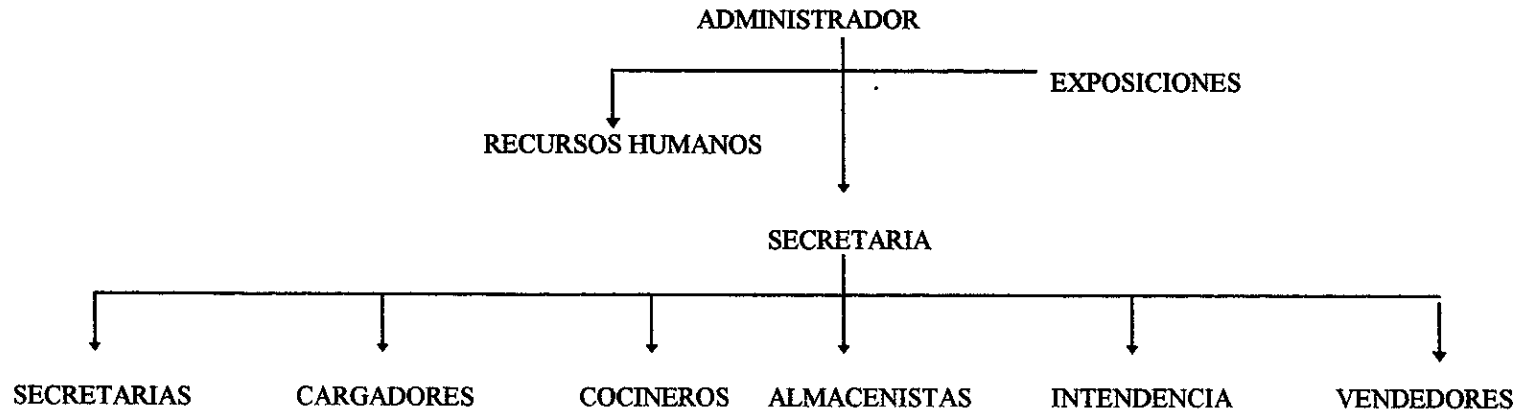 ADMINISTRADOR
EXPOSICIONES
RECURSOS HUMANOS
SECRETARIA
SECRETARIAS CARGADORES COCINEROS ALMACENISTAS INTENDENCIA VENDEDORES